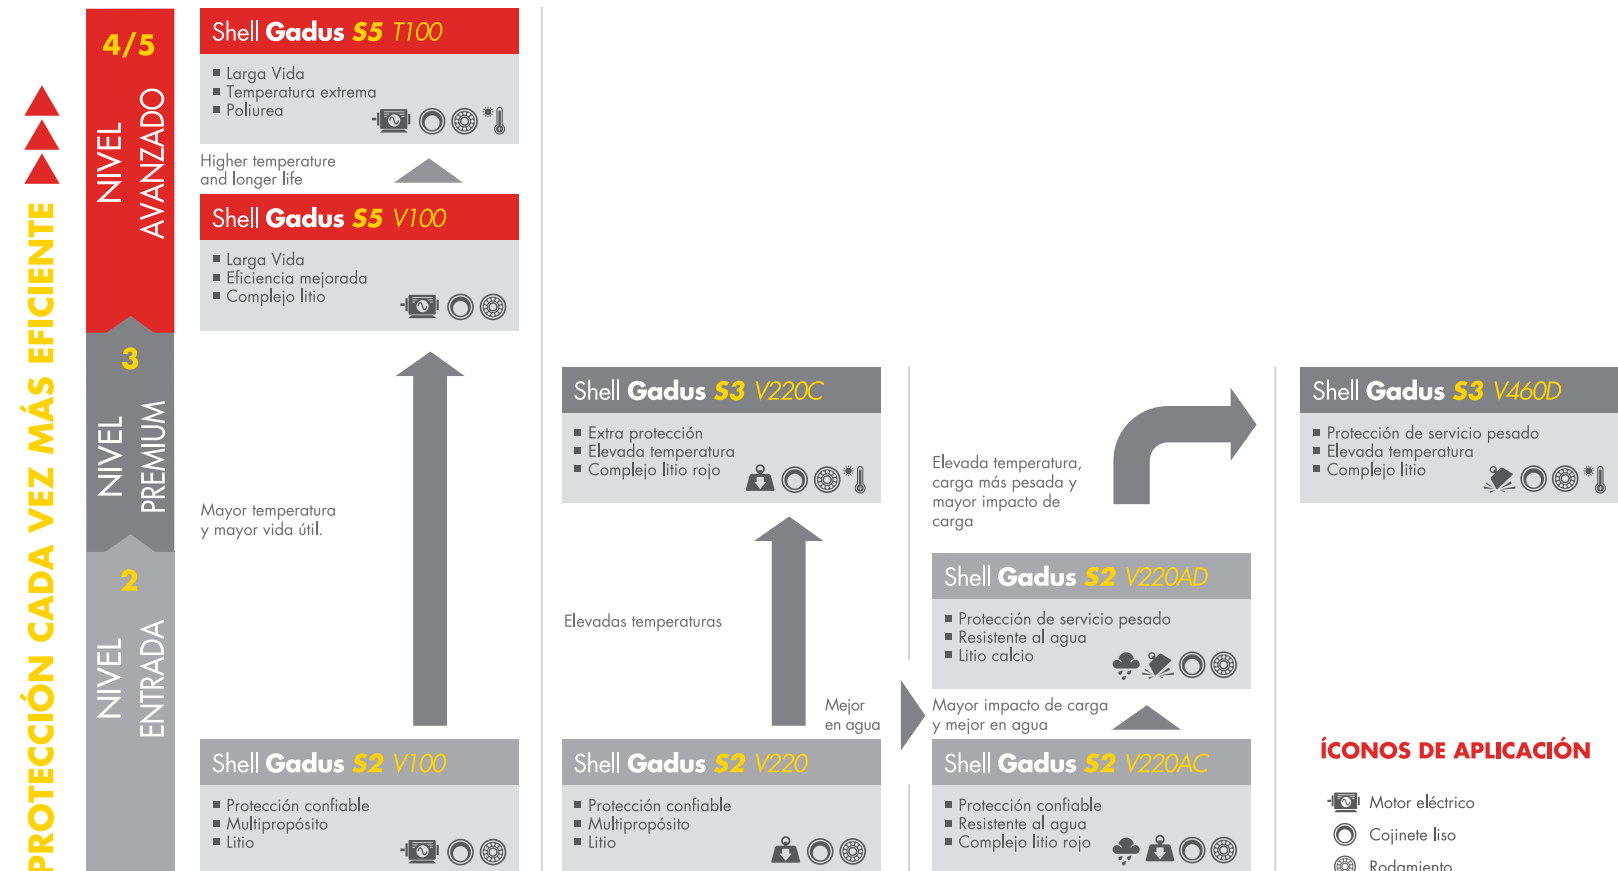 PROTECCIÓN CADA VEZ MÁS EFICIENTE
4/5
NIVEL
AVANZADO
3
NIVEL
PREMIUM
2
NIVEL
ENTRADA
Shell Gadus S5 T100
Larga Vida
Temperatura extrema
Poliurea
Higher temperature
and longer life
Shell Gadus S5 V100
Larga Vida
Eficiencia mejorada
Complejo litio
Mayor temperatura
y mayor vida útil.
Shell Gadus S2 V100
Protección confiable
Multipropósito
Litio
Shell Gadus S3 V220C
Extra protección
Elevada temperatura
Complejo litio rojo
Elevadas temperaturas
Mejor
en agua
Shell Gadus S2 V220
Protección confiable
Multipropósito
Litio
Elevada temperatura,
carga más pesada y
mayor impacto de
carga
Shell Gadus S2 V220AD
Protección de servicio pesado
Resistente al agua
Litio calcio
Mayor impacto de carga
y mejor en agua
Shell Gadus S2 V220AC
Protección confiable
Resistente al agua
Complejo litio rojo
Shell Gadus S3 V460D
Protección de servicio pesado
Elevada temperatura
Complejo litio
ÍCONOS DE APLICACIÓN
Motor eléctrico
Cojinete liso
Rodamiento